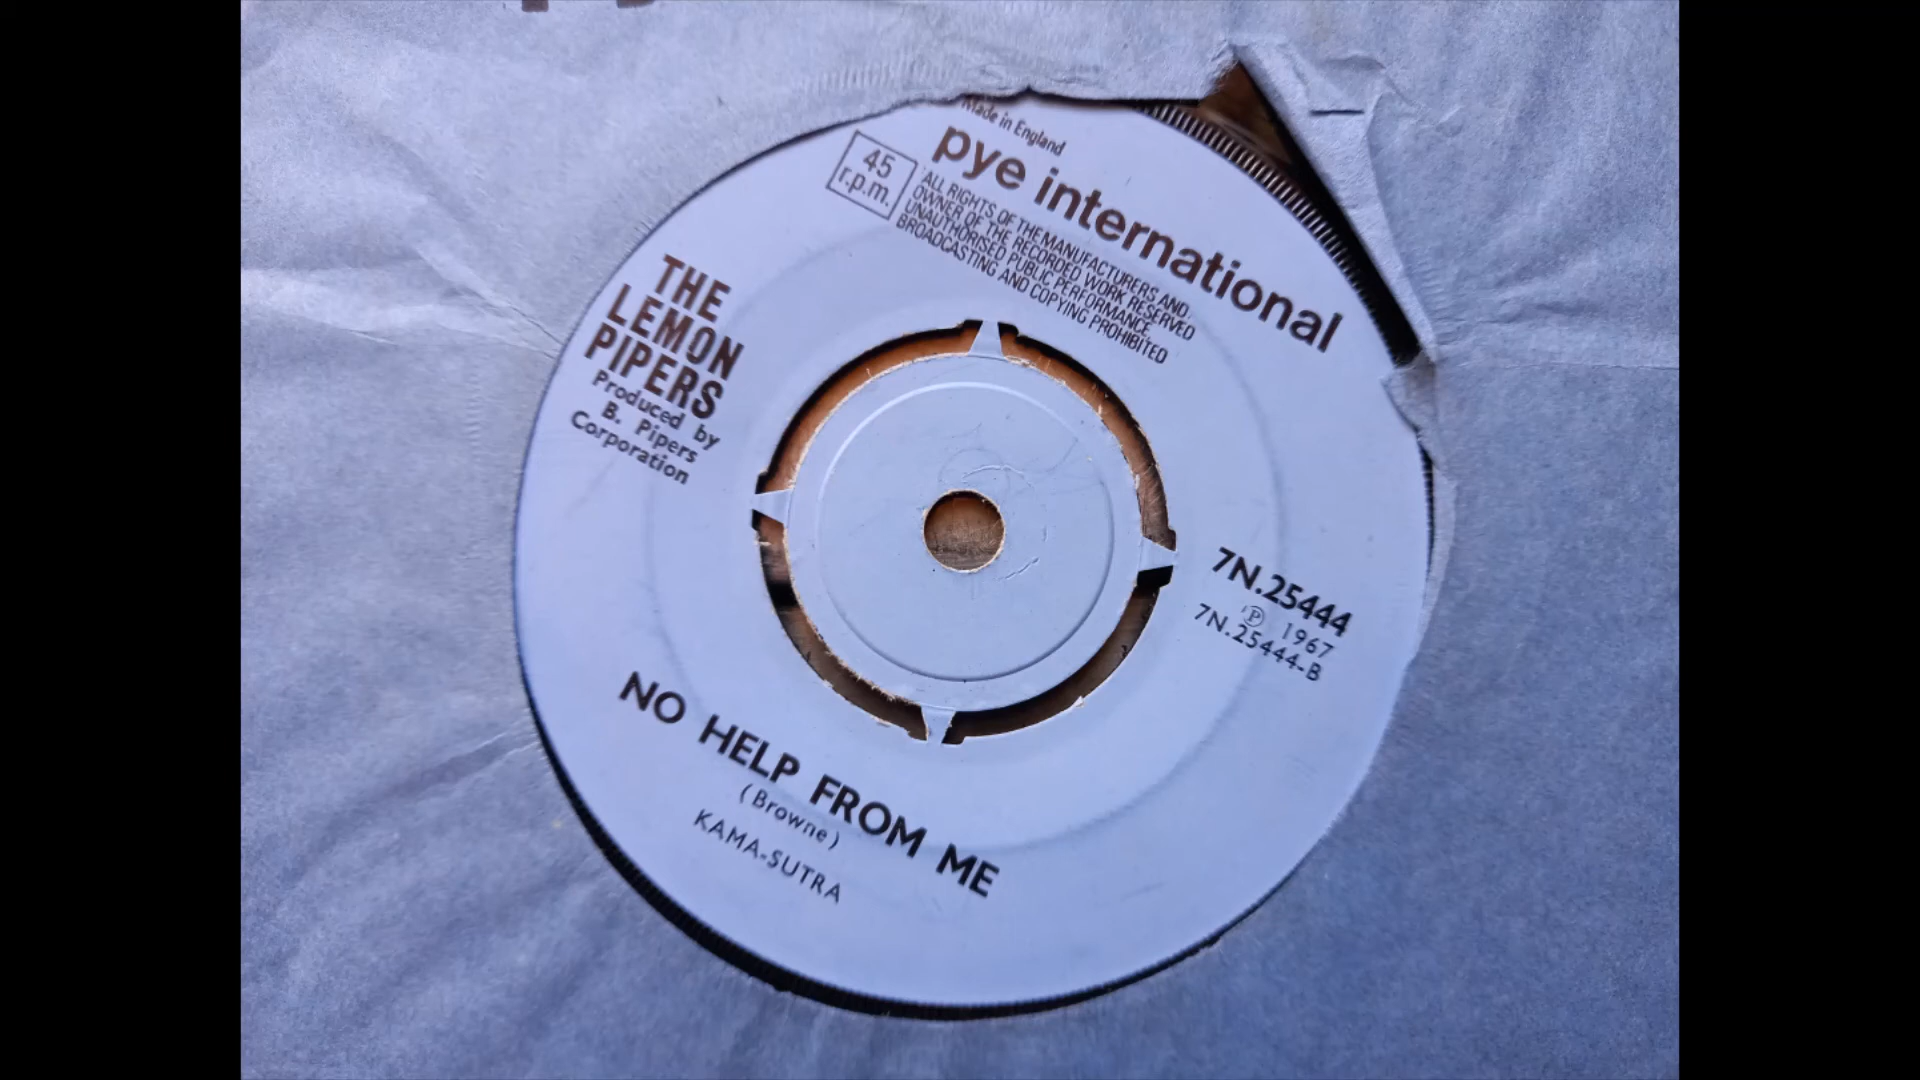 Made in England
pye international
45
r.p.m.
ALL RIGHTS OF THE MANUFACTURERS AND
OWNER OF THE RECORDED WORK RESERVED
UNAUTHORISED PUBLIC PERFORMANCE,
BROADCASTING AND COPYING PROHIBITED
THE
LEMON
PIPERS
Produced by
B. Pipers
Corporation
7N.25444
Ⓟ 1967
7N.25444-B
NO HELP FROM ME
(Browne)
KAMA-SUTRA